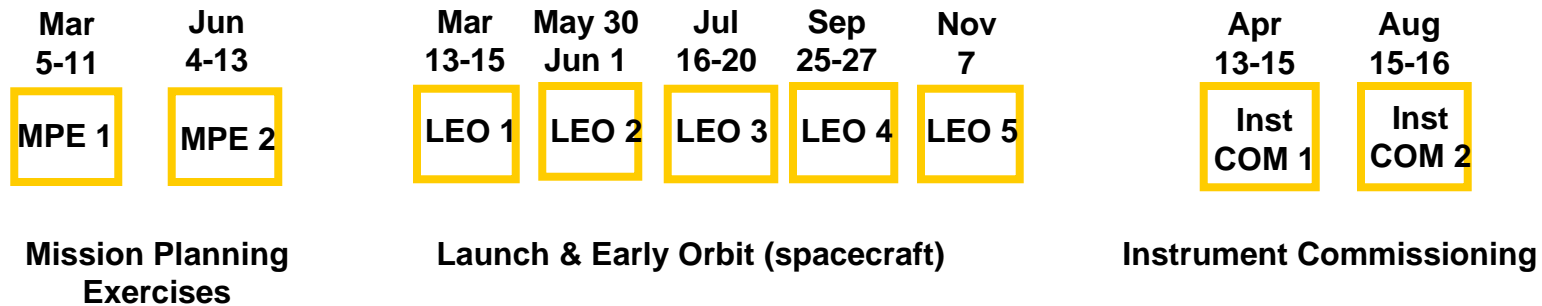 Mar
5-11
MPE 1
Jun
4-13
MPE 2
Mission Planning
Exercises
Mar
13-15
LEO 1
May 30
Jun 1
LEO 2
Jul
16-20
LEO 3
Sep
25-27
LEO 4
Nov
7
LEO 5
Launch & Early Orbit (spacecraft)
Apr
13-15
Inst
COM 1
Aug
15-16
Inst
COM 2
Instrument Commissioning